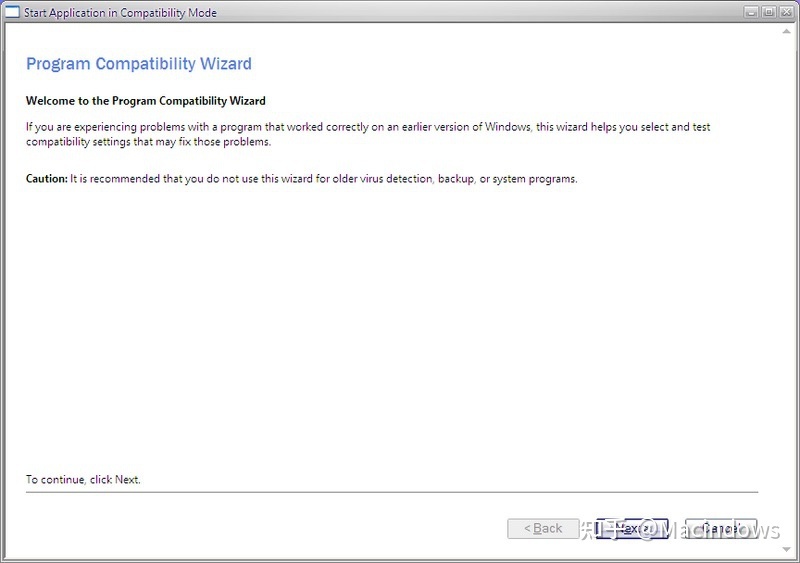 Start Application in Compatibility Mode
Program Compatibility Wizard
Welcome to the Program Compatibility Wizard
If you are experiencing problems with a program that worked correctly on an earlier version of Windows, this wizard helps you select and test
compatibility settings that may fix those problems.
Caution: It is recommended that you do not use this wizard for older virus detection, backup, or system programs.
To continue, click Next.
< Back
Next >
Cancel
知乎 @Macindows